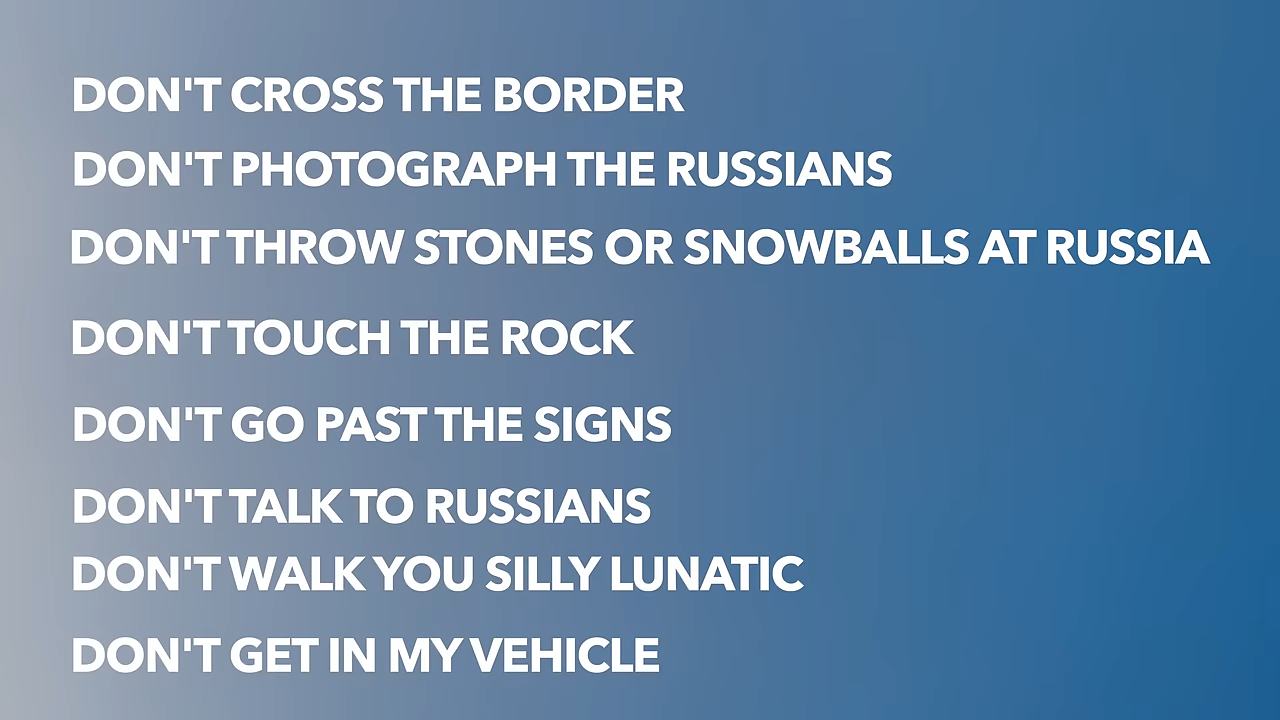 DON'T CROSS THE BORDER
DON'T PHOTOGRAPH THE RUSSIANS
DON'T THROW STONES OR SNOWBALLS AT RUSSIA
DON'T TOUCH THE ROCK
DON'T GO PAST THE SIGNS
DON'T TALK TO RUSSIANS
DON'T WALK YOU SILLY LUNATIC
DON'T GET IN MY VEHICLE